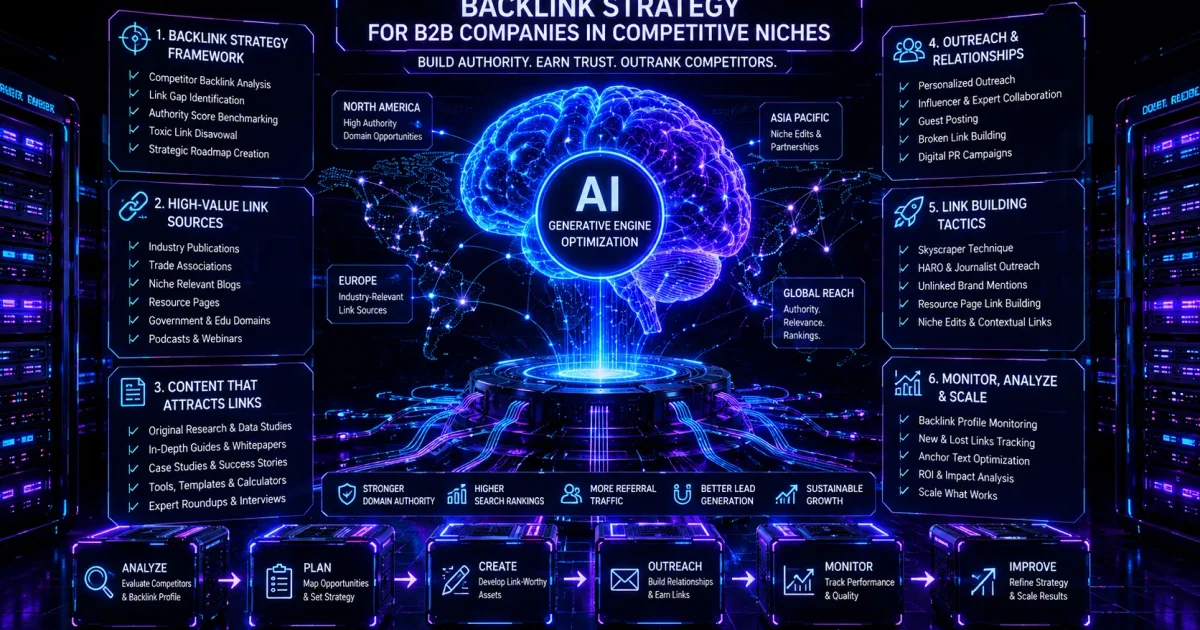 BACKLINK STRATEGY
FOR B2B COMPANIES IN COMPETITIVE NICHES
BUILD AUTHORITY. EARN TRUST. OUTRANK COMPETITORS.
1. BACKLINK STRATEGY
FRAMEWORK
Competitor Backlink Analysis
Link Gap Identification
Authority Score Benchmarking
Toxic Link Disavowal
Strategic Roadmap Creation
2. HIGH-VALUE LINK
SOURCES
Industry Publications
Trade Associations
Niche Relevant Blogs
Resource Pages
Government & Edu Domains
Podcasts & Webinars
3. CONTENT THAT
ATTRACTS LINKS
Original Research & Data Studies
In-Depth Guides & Whitepapers
Case Studies & Success Stories
Tools, Templates & Calculators
Expert Roundups & Interviews
NORTH AMERICA
High Authority
Domain Opportunities
EUROPE
Industry-Relevant
Link Sources
AI
GENERATIVE ENGINE
OPTIMIZATION
ASIA PACIFIC
Niche Edits &
Partnerships
GLOBAL REACH
Authority.
Relevance.
Rankings.
4. OUTREACH &
RELATIONSHIPS
Personalized Outreach
Influencer & Expert Collaboration
Guest Posting
Broken Link Building
Digital PR Campaigns
5. LINK BUILDING
TACTICS
Skyscraper Technique
HARO & Journalist Outreach
Unlinked Brand Mentions
Resource Page Link Building
Niche Edits & Contextual Links
6. MONITOR, ANALYZE
& SCALE
Backlink Profile Monitoring
New & Lost Links Tracking
Anchor Text Optimization
ROI & Impact Analysis
Scale What Works
STRONGER
DOMAIN AUTHORITY
HIGHER
SEARCH RANKINGS
MORE REFERRAL
TRAFFIC
BETTER LEAD
GENERATION
SUSTAINABLE
GROWTH
ANALYZE
Evaluate Competitors
& Backlink Profile
PLAN
Map Opportunities
& Set Strategy
CREATE
Develop Link-Worthy
Assets
OUTREACH
Build Relationships
& Earn Links
MONITOR
Track Performance
& Quality
IMPROVE
Refine Strategy
& Scale Results